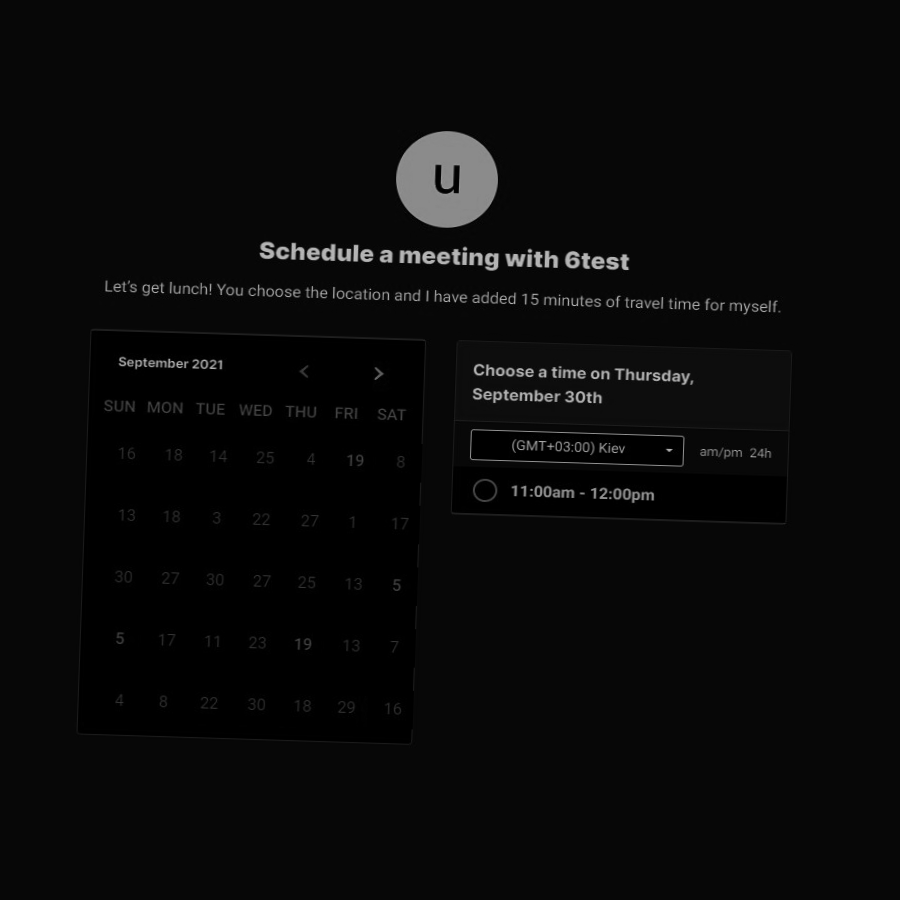 u
Schedule a meeting with 6test
Let's get lunch! You choose the location and I have added 15 minutes of travel time for myself.
September 2021
SUN MON TUE WED THU FRI SAT
16 18 14 25 4 19 8
13 18 3 22 27 1 17
30 27 30 27 25 13 5
5 17 11 23 19 13 7
4 8 22 30 18 29 16
Choose a time on Thursday,
September 30th
(GMT+03:00) Kiev am/pm 24h
11:00am - 12:00pm